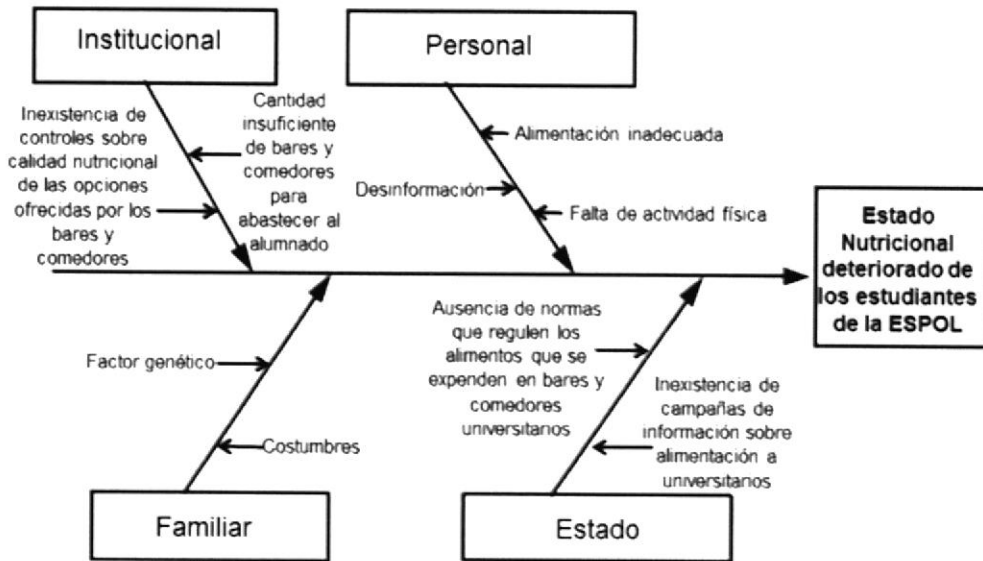 Institucional
Personal
Inexistencia de
controles sobre
calidad nutricional
de las opciones
ofrecidas por los
bares y
comedores
Cantidad
insuficiente
de bares y
comedores
para
abastecer al
alumnado
Alimentación inadecuada
Desinformación
Falta de actividad física
Estado
Nutricional
deteriorado de
los estudiantes
de la ESPOL
Factor genético
Costumbres
Ausencia de normas
que regulen los
alimentos que se
expenden en bares y
comedores
universitarios
Inexistencia de
campañas de
información sobre
alimentación a
universitarios
Familiar
Estado